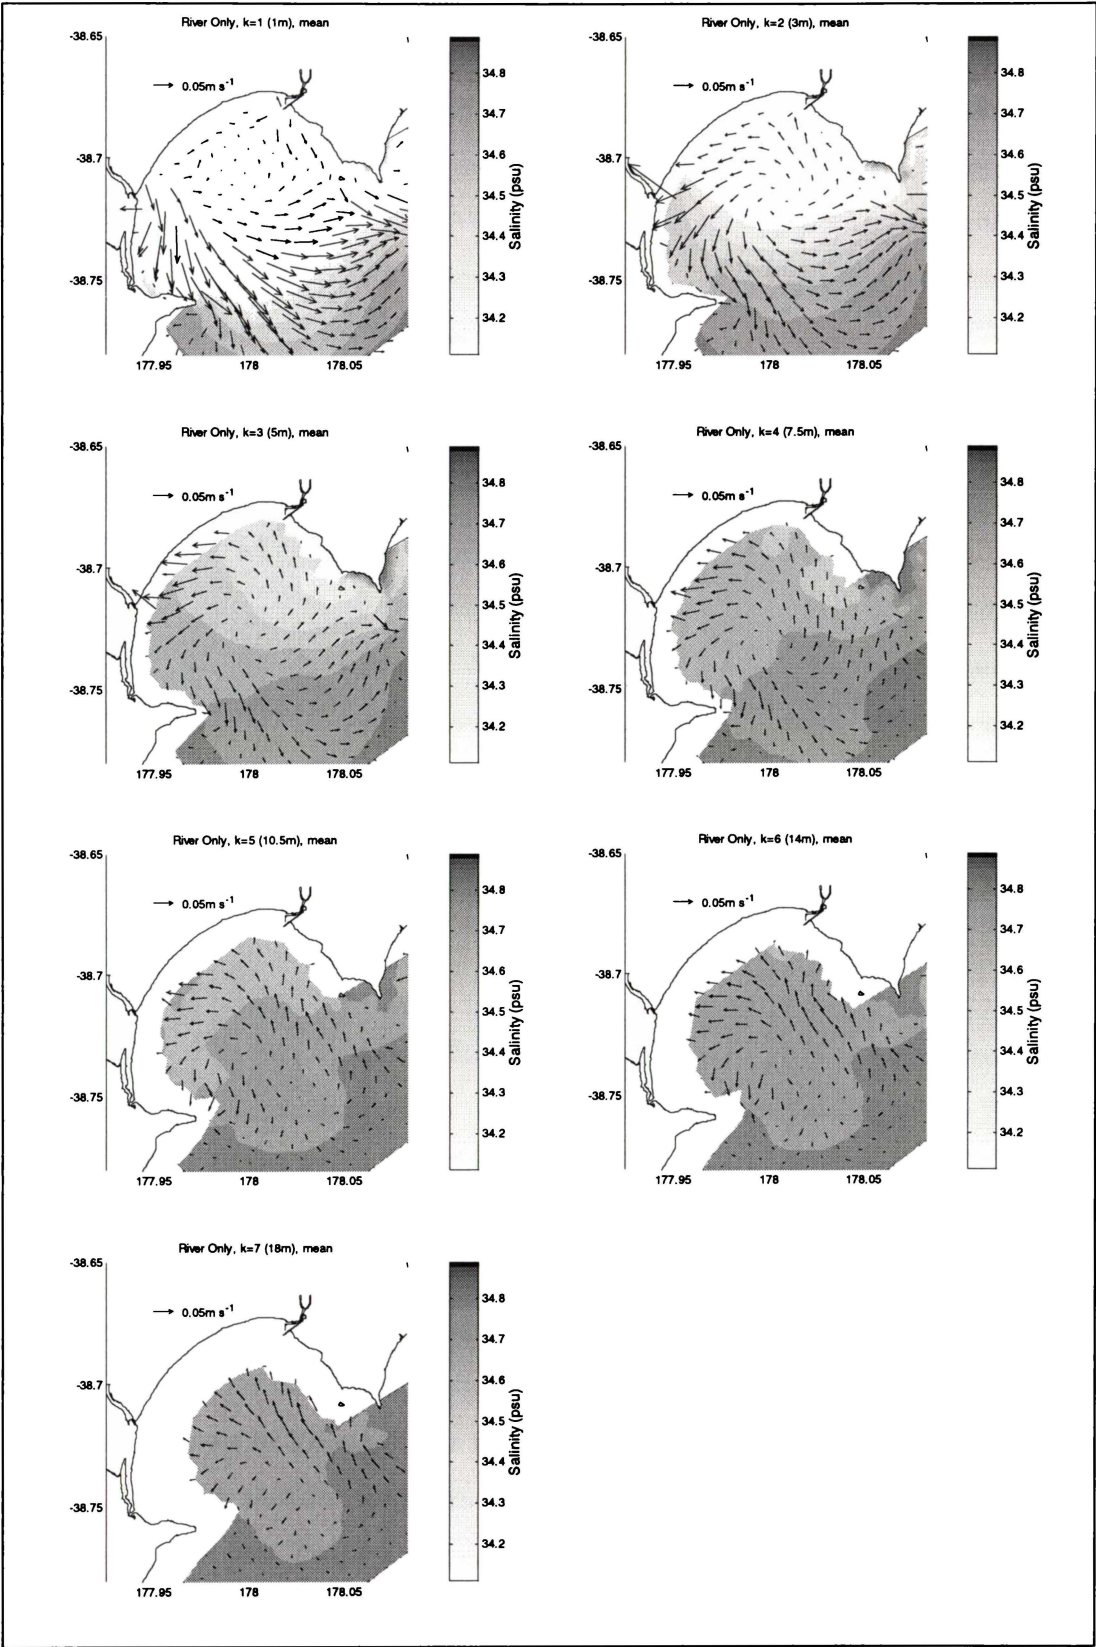 River Only, k=1 (1m), mean
-38.65
-38.7
-38.75
0.05m s-1
177.95 178 178.05
34.8
34.7
34.6
34.5
34.4
34.3
34.2
Salinity (psu)
River Only, k=2 (3m), mean
-38.65
-38.7
-38.75
0.05m s-1
177.95 178 178.05
34.8
34.7
34.6
34.5
34.4
34.3
34.2
Salinity (psu)
River Only, k=3 (5m), mean
-38.65
-38.7
-38.75
0.05m s-1
177.95 178 178.05
34.8
34.7
34.6
34.5
34.4
34.3
34.2
Salinity (psu)
River Only, k=4 (7.5m), mean
-38.65
-38.7
-38.75
0.05m s-1
177.95 178 178.05
34.8
34.7
34.6
34.5
34.4
34.3
34.2
Salinity (psu)
River Only, k=5 (10.5m), mean
-38.65
-38.7
-38.75
0.05m s-1
177.95 178 178.05
34.8
34.7
34.6
34.5
34.4
34.3
34.2
Salinity (psu)
River Only, k=6 (14m), mean
-38.65
-38.7
-38.75
0.05m s-1
177.95 178 178.05
34.8
34.7
34.6
34.5
34.4
34.3
34.2
Salinity (psu)
River Only, k=7 (18m), mean
-38.65
-38.7
-38.75
0.05m s-1
177.95 178 178.05
34.8
34.7
34.6
34.5
34.4
34.3
34.2
Salinity (psu)